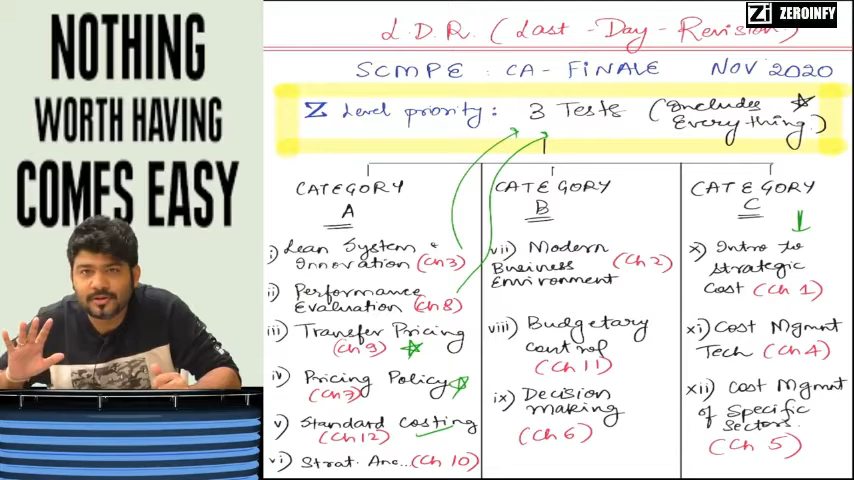 Zi ZEROINFY
NOTHING
WORTH HAVING
COMES EASY
L.D.R. (Last-Day-Revision)
SCMPE : CA-FINALE NOV 2020
Z Level priority: 3 Tests (Includes
Everything.)
CATEGORY
A
i) Lean System &
Innovation (Ch 3)
ii) Performance
Evaluation (Ch 8)
iii) Transfer Pricing
(Ch 9)
iv) Pricing Policy
(Ch 7)
v) Standard Costing
(Ch 12)
vi) Strat. Ana... (Ch 10)
CATEGORY
B
vii) Modern
Business (Ch 2)
Environment
viii) Budgetary
control
(Ch 11)
ix) Decision
making
(Ch 6)
CATEGORY
C
x) Intro to
strategic
cost (Ch 1)
xi) Cost Mgmnt
Tech (Ch 4)
xii) Cost Mgmnt
of Specific
Sectors.
(Ch 5)